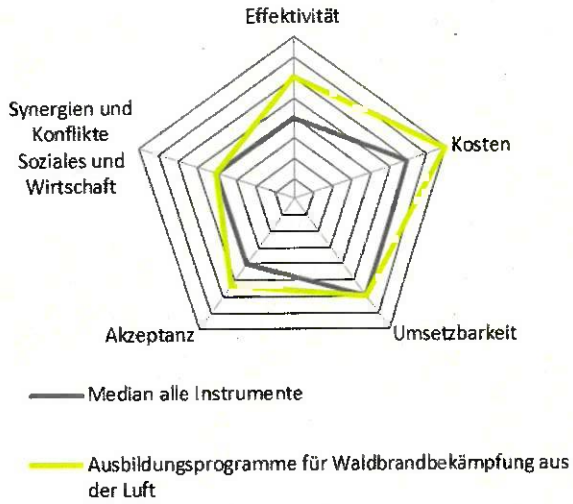 Effektivität
Synergien und
Konflikte
Soziales und
Wirtschaft
Kosten
Akzeptanz
Umsetzbarkeit
Median alle Instrumente
Ausbildungsprogramme für Waldbrandbekämpfung aus
der Luft